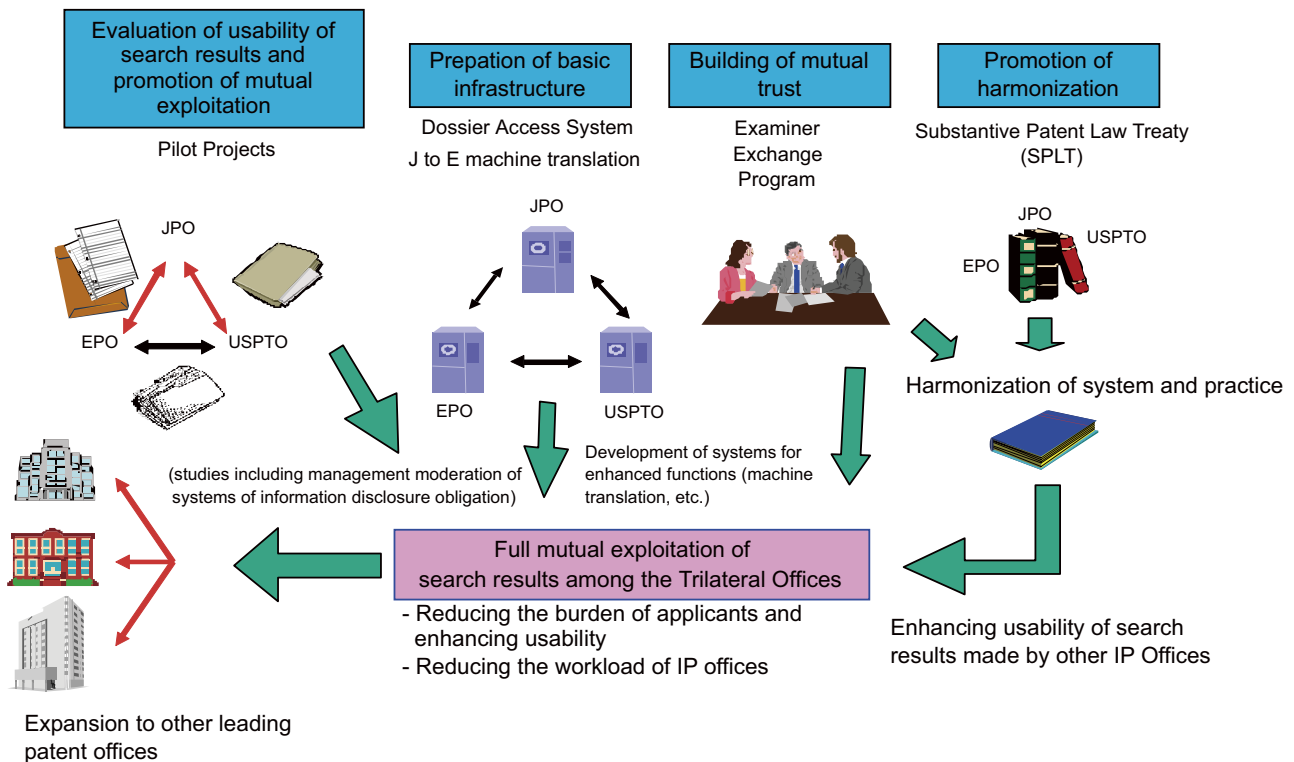 Evaluation of usability of
search results and
promotion of mutual
exploitation
Pilot Projects
JPO
EPO
USPTO
Prepation of basic
infrastructure
Dossier Access System
J to E machine translation
JPO
EPO
USPTO
Building of mutual
trust
Examiner
Exchange
Program
Promotion of
harmonization
Substantive Patent Law Treaty
(SPLT)
JPO
USPTO
EPO
Harmonization of system and practice
(studies including management moderation of
systems of information disclosure obligation)
Development of systems for
enhanced functions (machine
translation, etc.)
Full mutual exploitation of
search results among the Trilateral Offices
- Reducing the burden of applicants and
enhancing usability
- Reducing the workload of IP offices
Enhancing usability of search
results made by other IP Offices
Expansion to other leading
patent offices